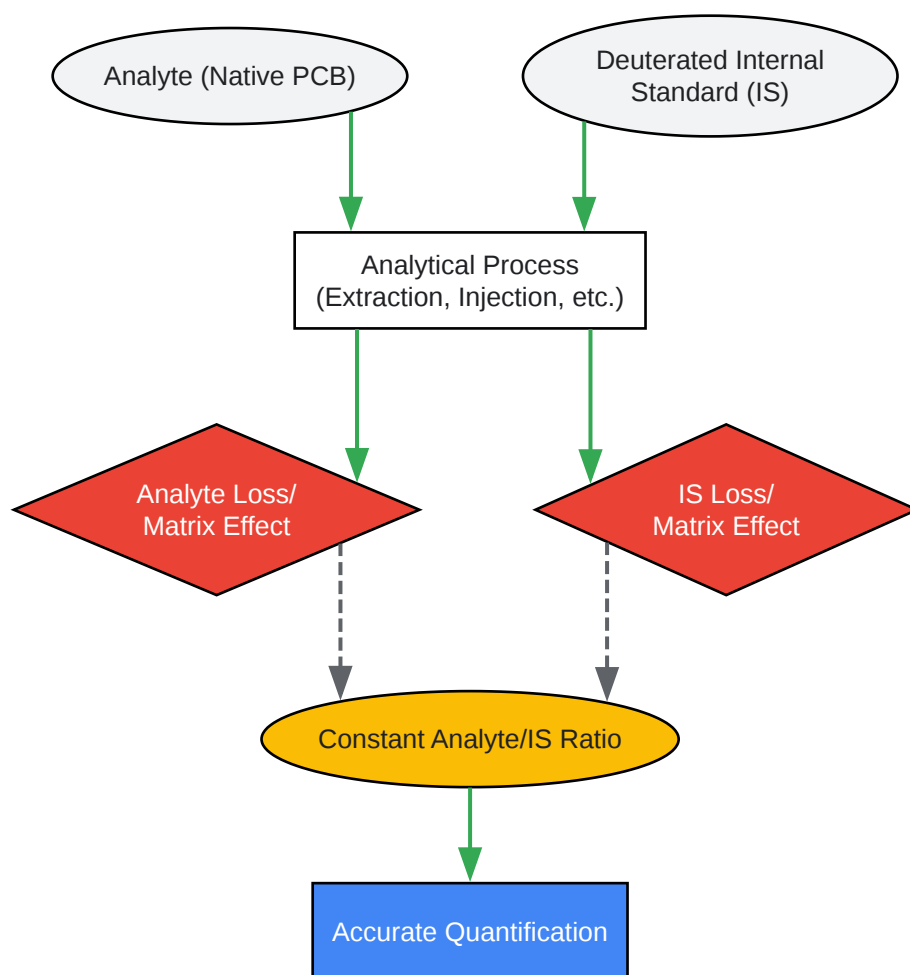 Analyte (Native PCB)
Deuterated Internal
Standard (IS)
Analytical Process
(Extraction, Injection, etc.)
Analyte Loss/
Matrix Effect
IS Loss/
Matrix Effect
Constant Analyte/IS Ratio
Accurate Quantification